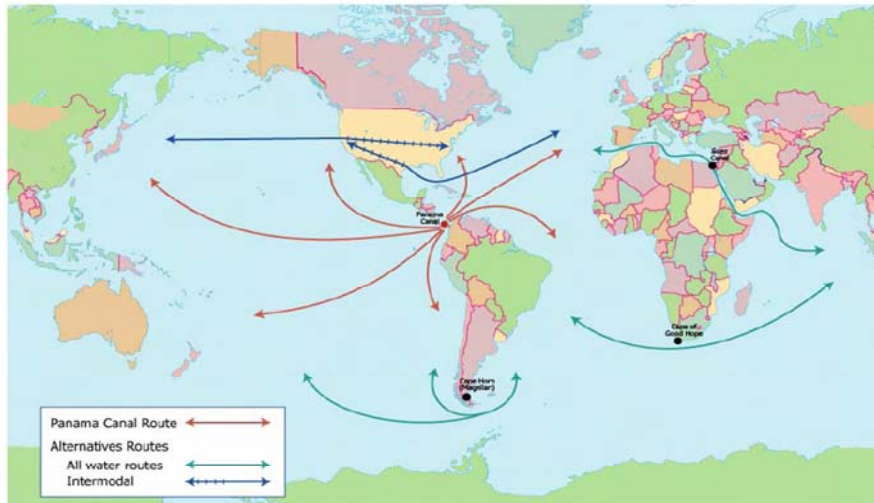 Suez
Canal
Panama
Canal
Cape of
Good Hope
Cape Horn
(Magellan)
Panama Canal Route
Alternatives Routes
All water routes
Intermodal